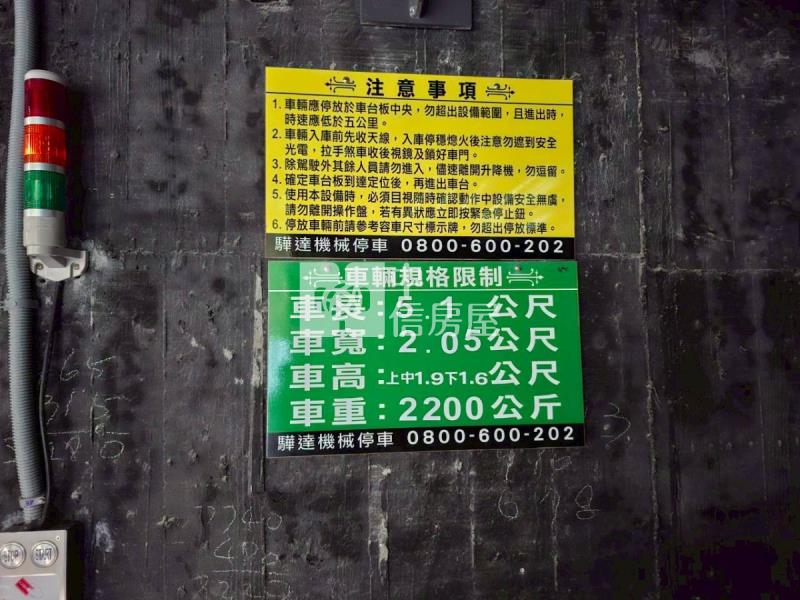 注意事項
1. 車輛應停放於車台板中央，勿超出設備範圍，且進出時，
時速應低於五公里。
2. 車輛入庫前先收天線，入庫停穩熄火後注意勿遮到安全
光電，拉手煞車收後視鏡及鎖好車門。
3. 除駕駛外其餘人員請勿進入，儘速離開升降機，勿逗留。
4. 確定車台板到達定位後，再進出車台。
5. 使用本設備時，必須目視隨時確認動作中設備安全無虞，
請勿離開操作盤，若有異狀應立即按緊急停止鈕。
6. 停放車輛前請參考容車尺寸標示牌，勿超出停放標準。
驊達機械停車 0800-600-202
車輛規格限制
車長：5.1 公尺
車寬：2.05公尺
車高：上中1.9下1.6公尺
車重：2200公斤
驊達機械停車 0800-600-202
信房屋
65
3
678
7240
400
STOP
START